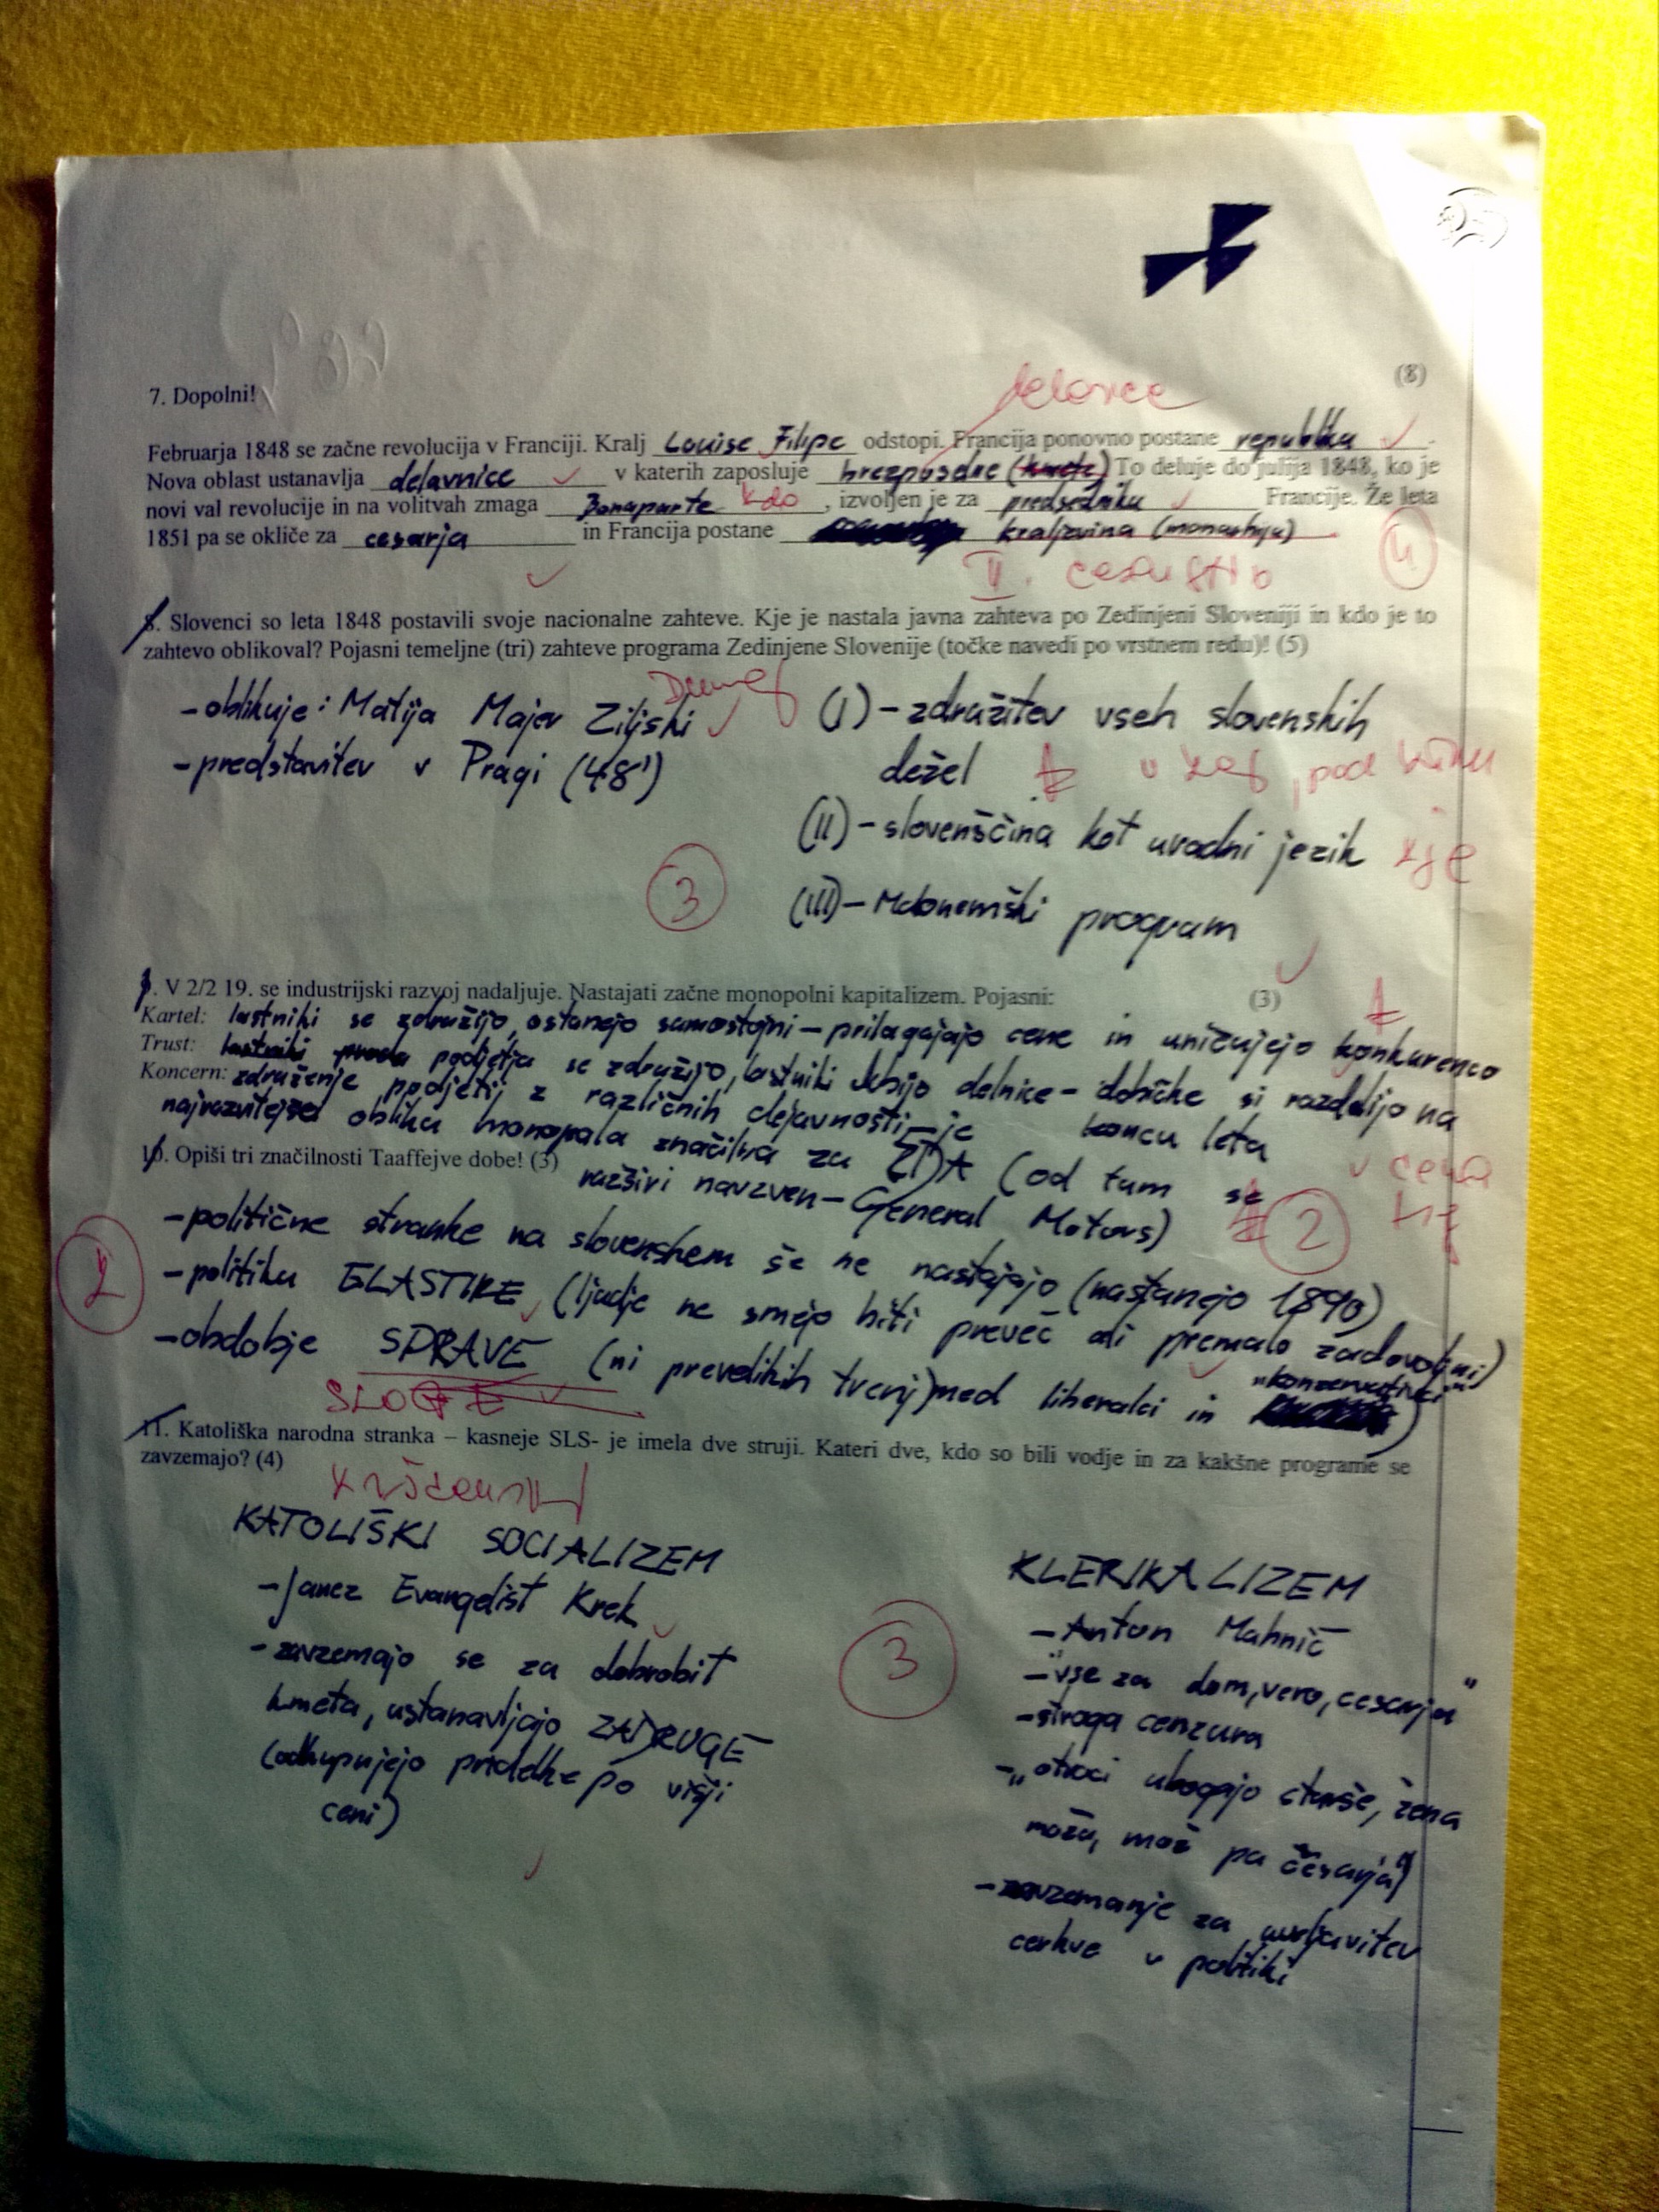 (8)
7. Dopolni!
delavce
Februarja 1848 se začne revolucija v Franciji. Kralj Louise Filipe odstopi. Francija ponovno postane republika.
Nova oblast ustanavlja delavnice v katerih zaposluje brezposelne (kmete) To deluje do julija 1848, ko je
novi val revolucije in na volitvah zmaga Bonaparte kdo, izvoljen je za predsednika Francije. Že leta
1851 pa se okliče za cesarja in Francija postane kraljevina (monarhija)
II. cesarstvo
4
8. Slovenci so leta 1848 postavili svoje nacionalne zahteve. Kje je nastala javna zahteva po Zedinjeni Sloveniji in kdo je to
zahtevo oblikoval? Pojasni temeljne (tri) zahteve programa Zedinjene Slovenije (točke navedi po vrstnem redu)! (5)
Dunaj
- oblikuje: Matija Majer Ziljski
- predstavitev v Pragi (48')
(I) - združitev vseh slovenskih
dežel v kaj, pod kom
(II) - slovenščina kot uradni jezik kje
(III) - Malonemški program
3
9. V 2/2 19. se industrijski razvoj nadaljuje. Nastajati začne monopolni kapitalizem. Pojasni: (3)
Kartel: lastniki se združijo, ostanejo samostojni - prilagajajo cene in uničujejo konkurenco
Trust: podjetja se združijo, lastniki dobijo delnice - dobičke si razdelijo na
koncu leta
Koncern: združenje podjetij z različnih dejavnosti - je
najrazvitejša oblika monopola značilna za ZDA (od tum se
razširi navzven - General Motors)
2
10. Opiši tri značilnosti Taaffejve dobe! (3)
- politične stranke na slovenskem še ne nastajajo (nastanejo 1890)
- politika ELASTIKE (ljudje ne smejo biti preveč ali premalo zadovoljni)
- obdobje SPRAVE (ni prevelikih trenj) med liberalci in "konzervativci")
2
SLOGE
11. Katoliška narodna stranka – kasneje SLS- je imela dve struji. Kateri dve, kdo so bili vodje in za kakšne programe se
zavzemajo? (4)
krščanski
KATOLIŠKI SOCIALIZEM
- Janez Evangelist Krek
- zavzemajo se za dobrobit
kmeta, ustanavljajo ZADRUGE
(odkupujejo pridelke po višji
ceni)
3
KLERIKALIZEM
- Anton Mahnič
- "vse za dom, vero, cesarja"
- stroga cenzura
- "otroci ubogajo starše, žena
moža, mož pa cesarja"
- zavzemanje za
cerkve v politiki